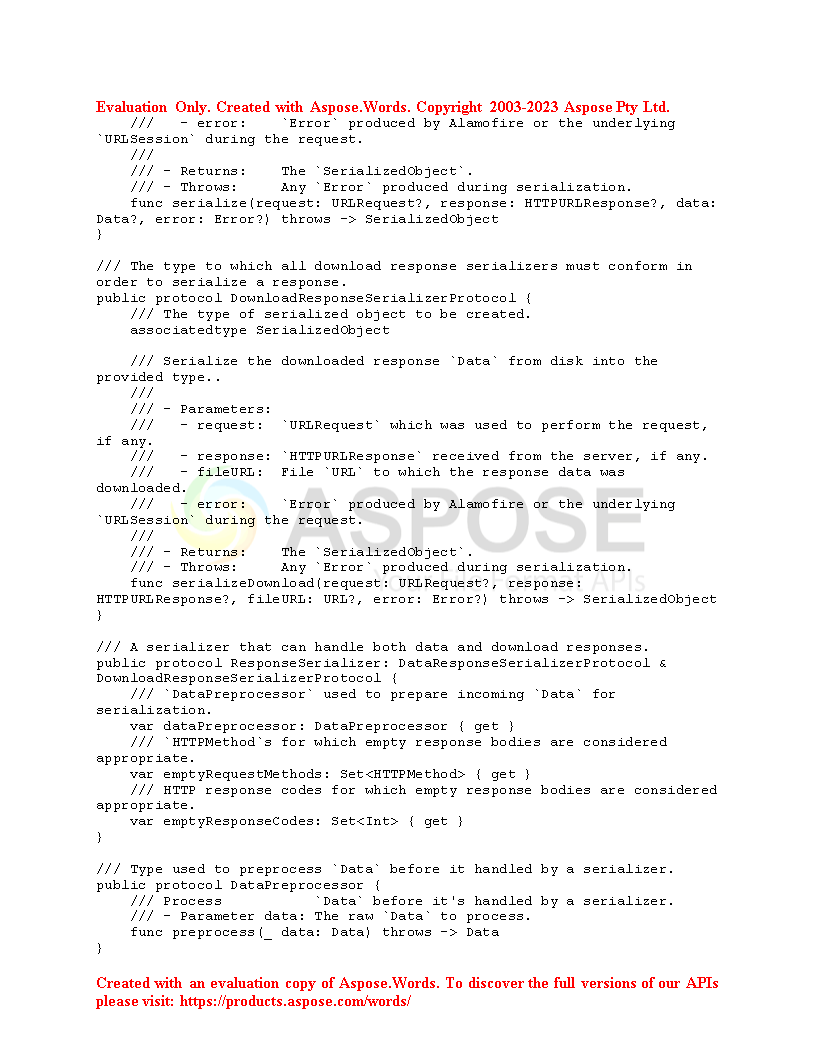 Evaluation Only. Created with Aspose.Words. Copyright 2003-2023 Aspose Pty Ltd.
    ///   - error:    `Error` produced by Alamofire or the underlying
`URLSession` during the request.
    ///
    /// - Returns:    The `SerializedObject`.
    /// - Throws:     Any `Error` produced during serialization.
    func serialize(request: URLRequest?, response: HTTPURLResponse?, data:
Data?, error: Error?) throws -> SerializedObject
}

/// The type to which all download response serializers must conform in
order to serialize a response.
public protocol DownloadResponseSerializerProtocol {
    /// The type of serialized object to be created.
    associatedtype SerializedObject

    /// Serialize the downloaded response `Data` from disk into the
provided type..
    ///
    /// - Parameters:
    ///   - request:  `URLRequest` which was used to perform the request,
if any.
    ///   - response: `HTTPURLResponse` received from the server, if any.
    ///   - fileURL:  File `URL` to which the response data was
downloaded.
    ///   - error:    `Error` produced by Alamofire or the underlying
`URLSession` during the request.
ASPOSE
    ///
    /// - Returns:    The `SerializedObject`.
    /// - Throws:     Any `Error` produced during serialization.
Your File Format APIs
    func serializeDownload(request: URLRequest?, response:
HTTPURLResponse?, fileURL: URL?, error: Error?) throws -> SerializedObject
}

/// A serializer that can handle both data and download responses.
public protocol ResponseSerializer: DataResponseSerializerProtocol &
DownloadResponseSerializerProtocol {
    /// `DataPreprocessor` used to prepare incoming `Data` for
serialization.
    var dataPreprocessor: DataPreprocessor { get }
    /// `HTTPMethod`s for which empty response bodies are considered
appropriate.
    var emptyRequestMethods: Set<HTTPMethod> { get }
    /// HTTP response codes for which empty response bodies are considered
appropriate.
    var emptyResponseCodes: Set<Int> { get }
}

/// Type used to preprocess `Data` before it handled by a serializer.
public protocol DataPreprocessor {
    /// Process           `Data` before it's handled by a serializer.
    /// - Parameter data: The raw `Data` to process.
    func preprocess(_ data: Data) throws -> Data
}

Created with an evaluation copy of Aspose.Words. To discover the full versions of our APIs
please visit: https://products.aspose.com/words/